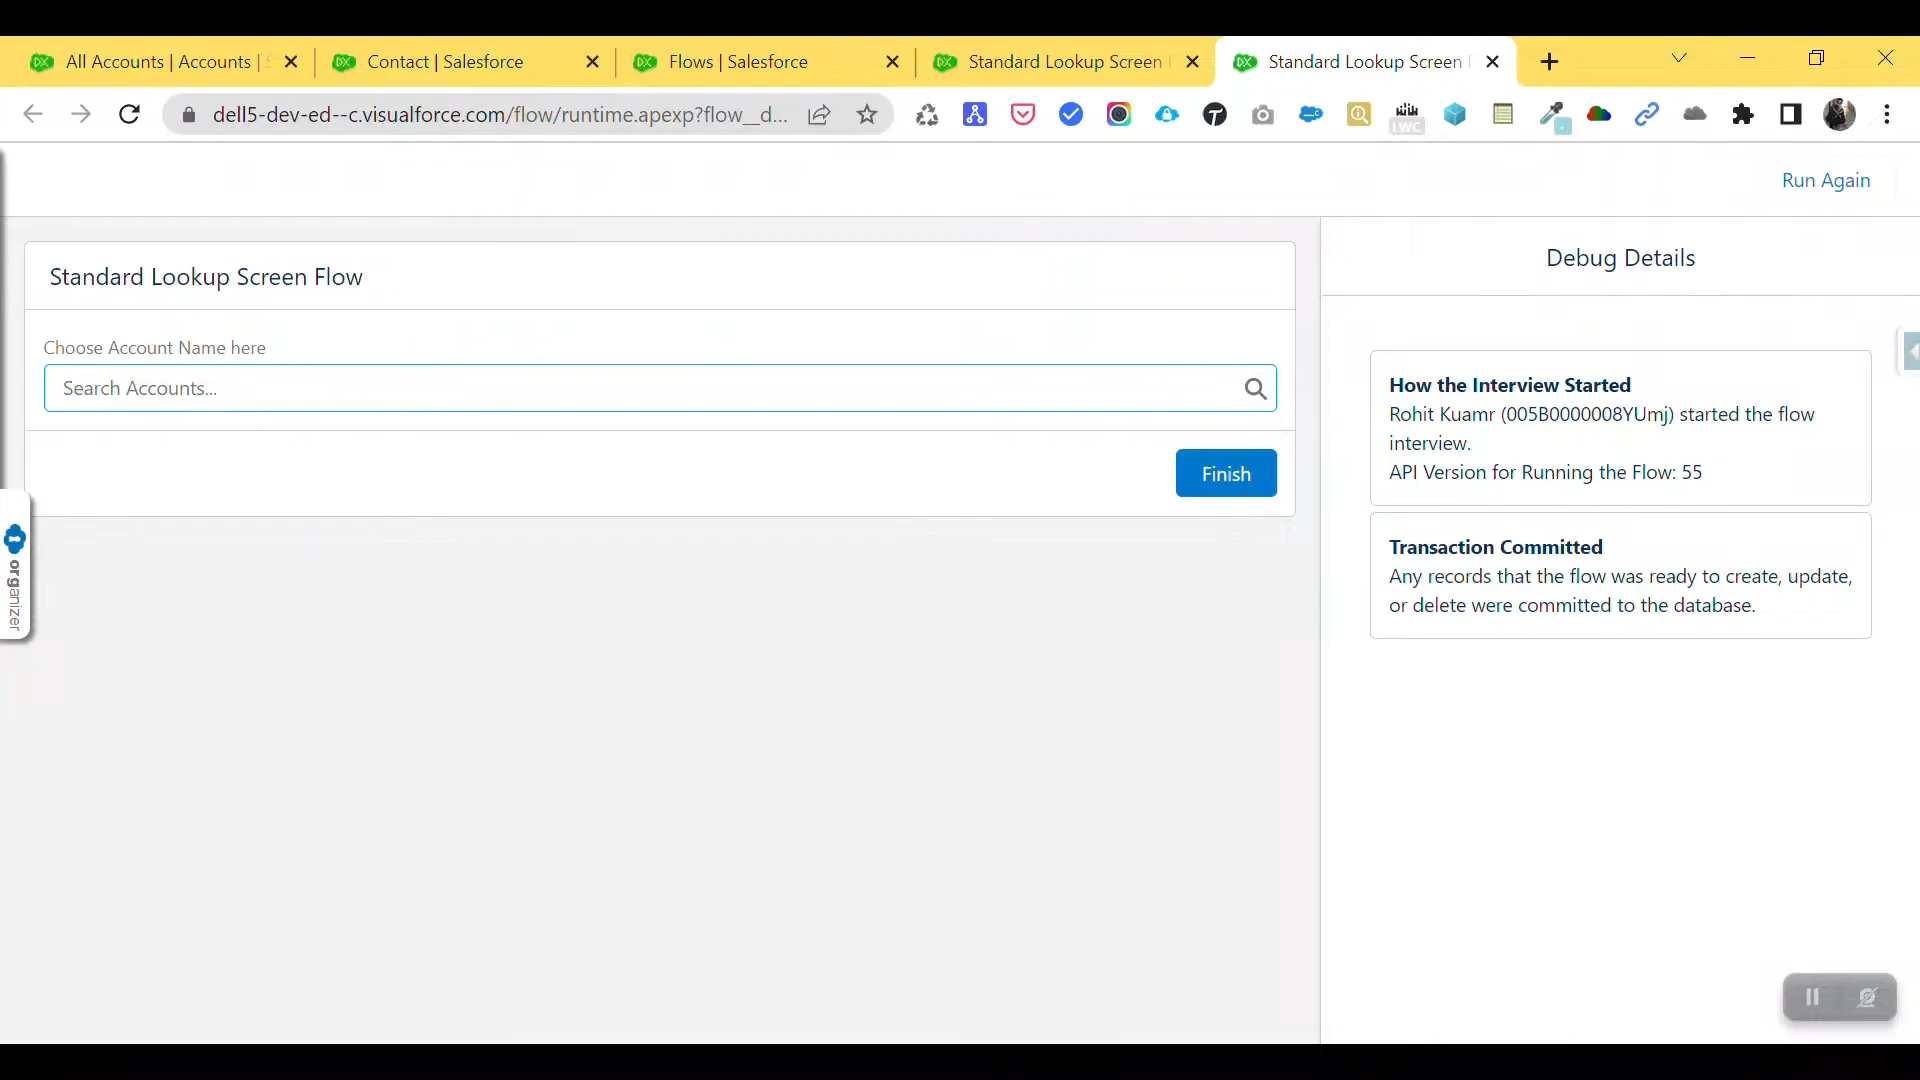 All Accounts | Accounts |
Contact | Salesforce
Flows | Salesforce
Standard Lookup Screen
Standard Lookup Screen
dell5-dev-ed--c.visualforce.com/flow/runtime.apexp?flow__d...
LWC
Run Again
Standard Lookup Screen Flow
Choose Account Name here
Search Accounts...
Finish
organizer
Debug Details
How the Interview Started
Rohit Kuamr (005B0000008YUmj) started the flow
interview.
API Version for Running the Flow: 55
Transaction Committed
Any records that the flow was ready to create, update,
or delete were committed to the database.